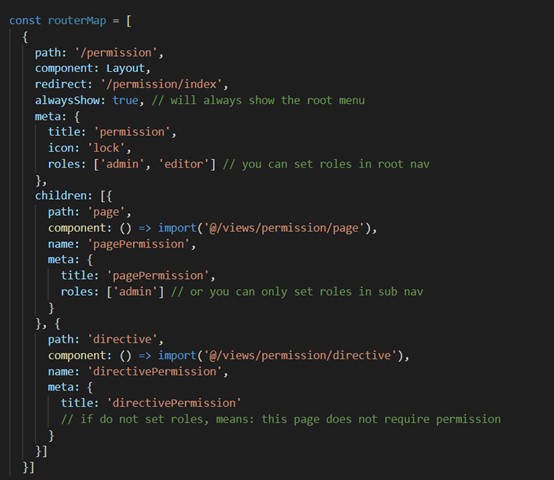 const routerMap = [
{
path: '/permission',
component: Layout,
redirect: '/permission/index',
alwaysShow: true, // will always show the root menu
meta: {
title: 'permission',
icon: 'lock',
roles: ['admin', 'editor'] // you can set roles in root nav
},
children: [{
path: 'page',
component: () => import('@/views/permission/page'),
name: 'pagePermission',
meta: {
title: 'pagePermission',
roles: ['admin'] // or you can only set roles in sub nav
}
}, {
path: 'directive',
component: () => import('@/views/permission/directive'),
name: 'directivePermission',
meta: {
title: 'directivePermission'
// if do not set roles, means: this page does not require permission
}
}]
}]